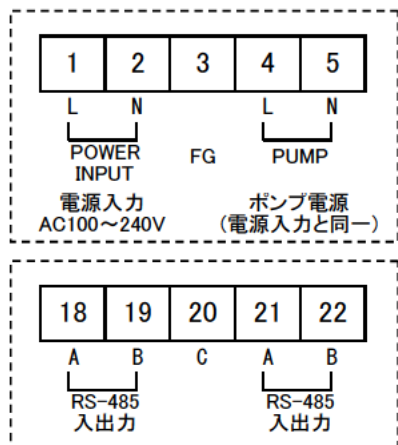 1 2 3 4 5
L N L N
POWER INPUT FG PUMP
電源入力 ポンプ電源
AC100～240V (電源入力と同一)
18 19 20 21 22
A B C A B
RS-485 RS-485
入出力 入出力